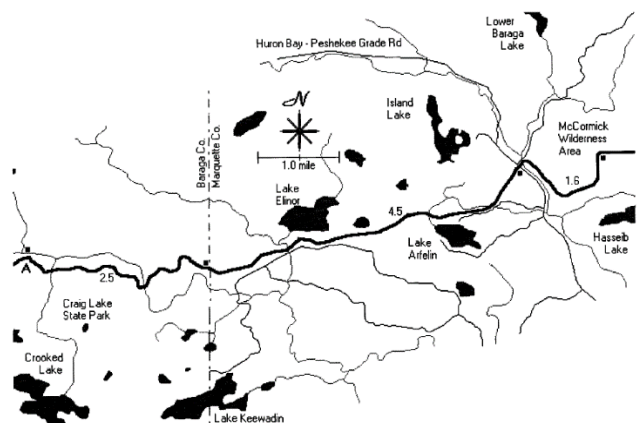 Lower
Baraga
Lake
Huron Bay - Peshekee Grade Rd
N
Island
Lake
McCormick
Wilderness
Area
1.0 mile
Baraga Co.
Marquette Co.
Lake
Elinor
4.5
1.6
Lake
Arfelin
Hasseib
Lake
A
2.5
Craig Lake
State Park
Crooked
Lake
Lake Keewadin